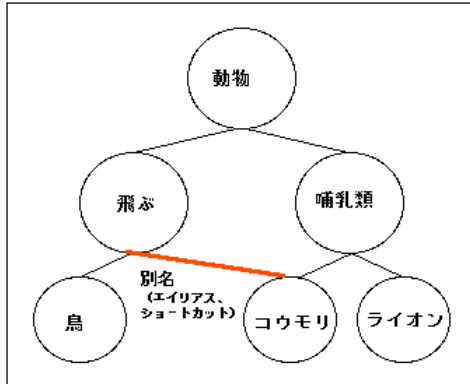 動物
飛ぶ
哺乳類
別名
(エイリアス、
ショートカット)
鳥
コウモリ
ライオン